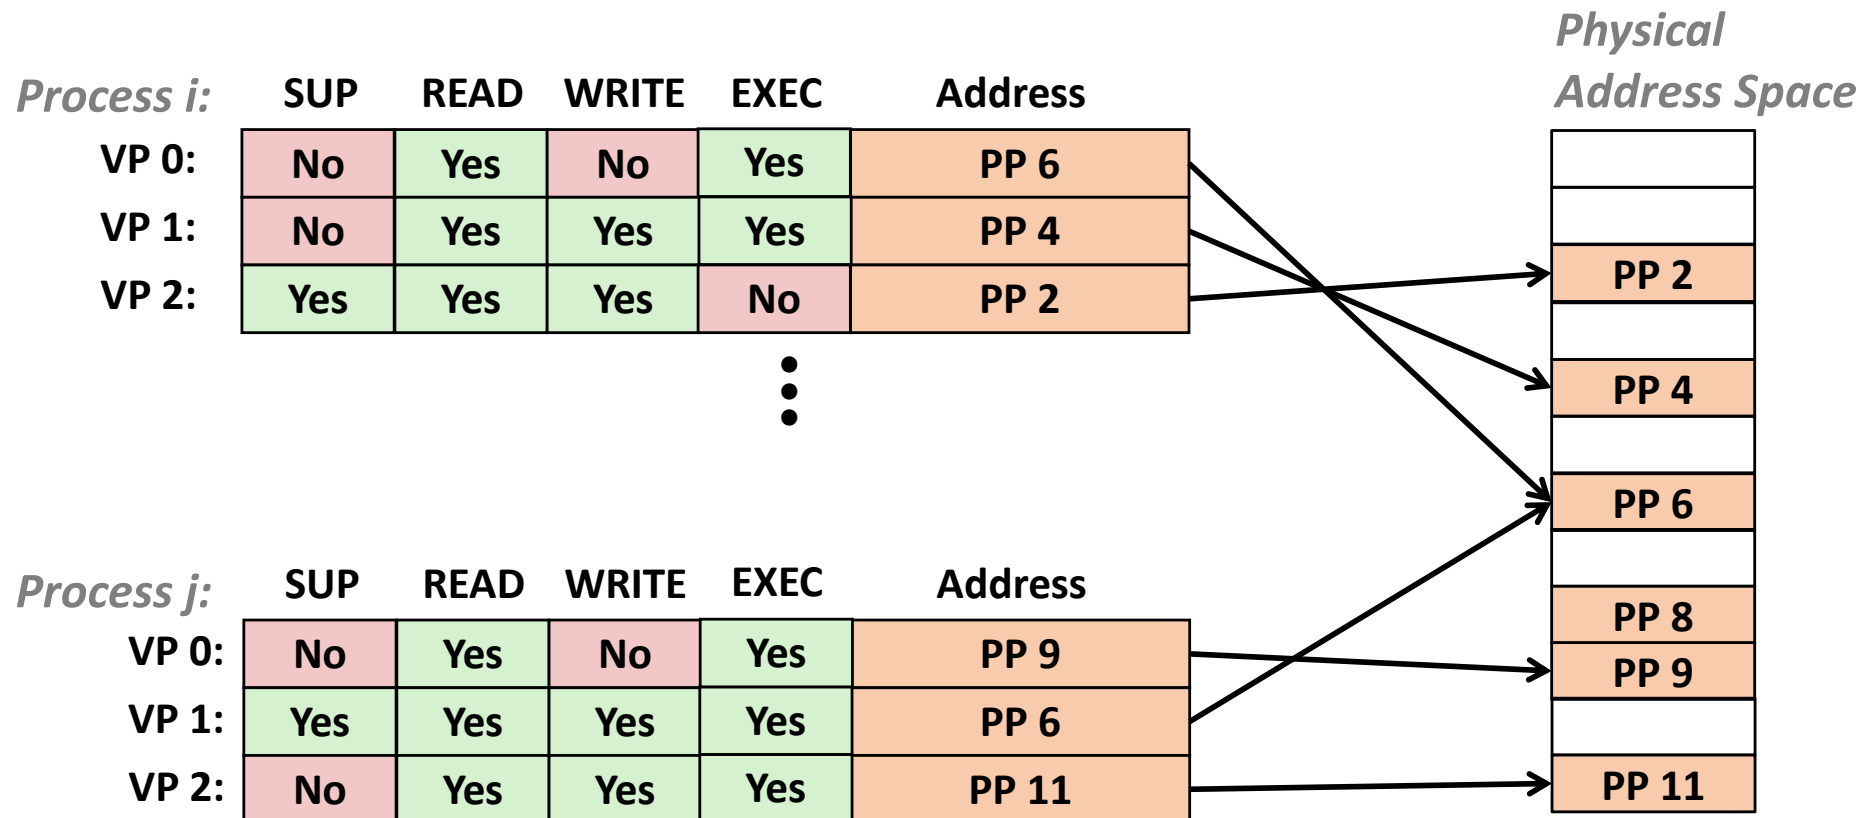 Physical
Address Space
Process i: SUP READ WRITE EXEC Address
VP 0: No Yes No Yes PP 6
VP 1: No Yes Yes Yes PP 4
VP 2: Yes Yes Yes No PP 2
PP 2
PP 4
PP 6
Process j: SUP READ WRITE EXEC Address
VP 0: No Yes No Yes PP 9
VP 1: Yes Yes Yes Yes PP 6
VP 2: No Yes Yes Yes PP 11
PP 8
PP 9
PP 11